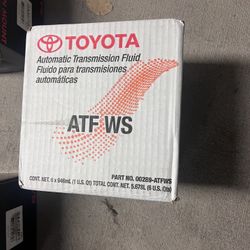 TOYOTA
Automatic Transmission Fluid
Fluido para transmisiones
automáticas
ATF WS
PART NO. 00289-ATFWS
CONT. NET. 6 x 946mL (1 U.S. Qt) TOTAL CONT. NET. 5.678L (6 U.S. Qts)